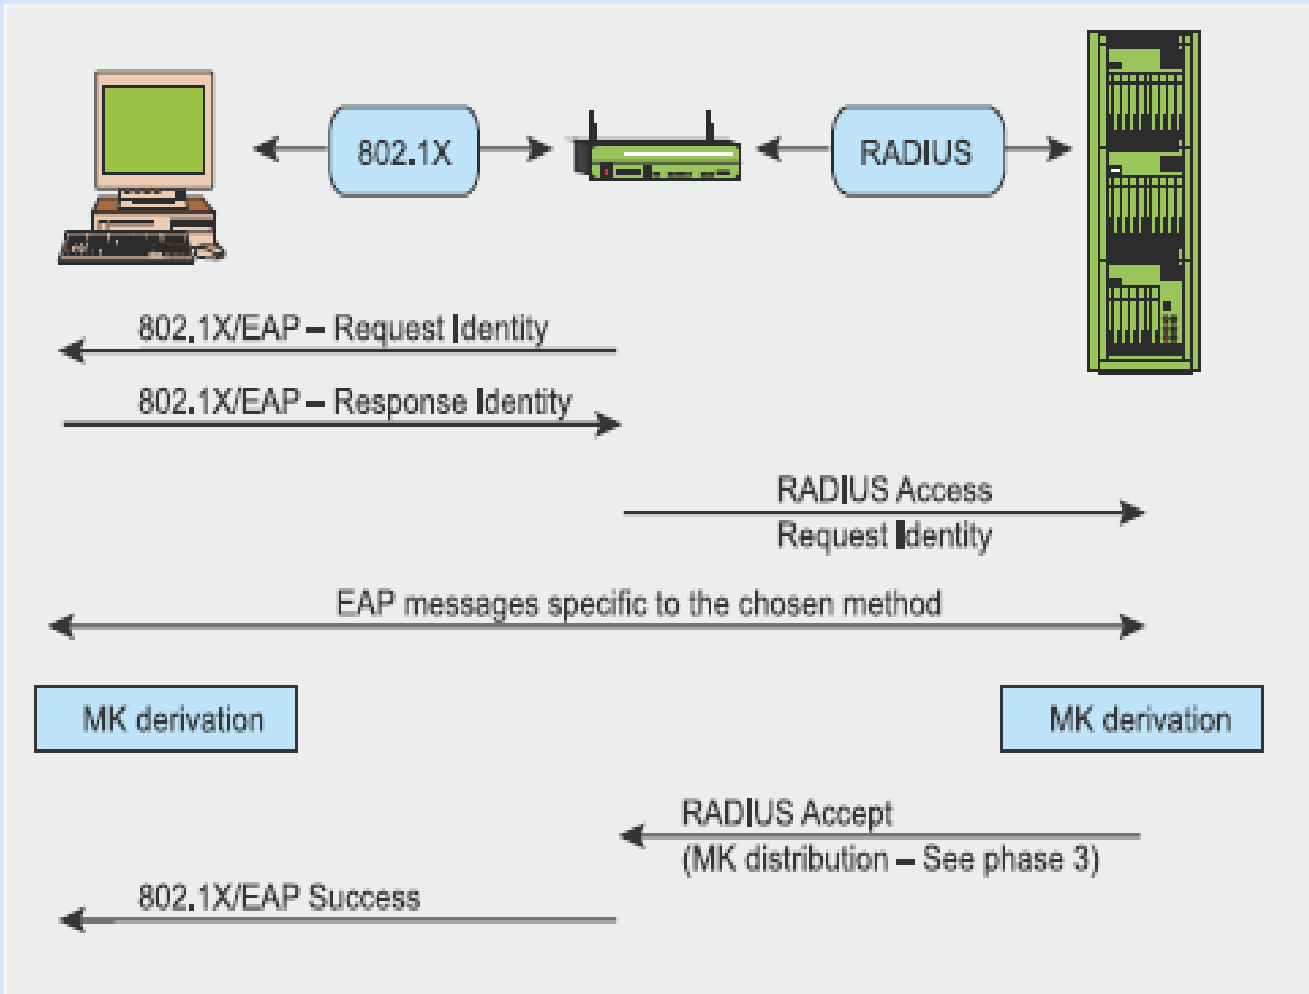 802.1X
RADIUS
802.1X/EAP – Request Identity
802.1X/EAP – Response Identity
RADIUS Access
Request Identity
EAP messages specific to the chosen method
MK derivation
MK derivation
RADIUS Accept
(MK distribution – See phase 3)
802.1X/EAP Success